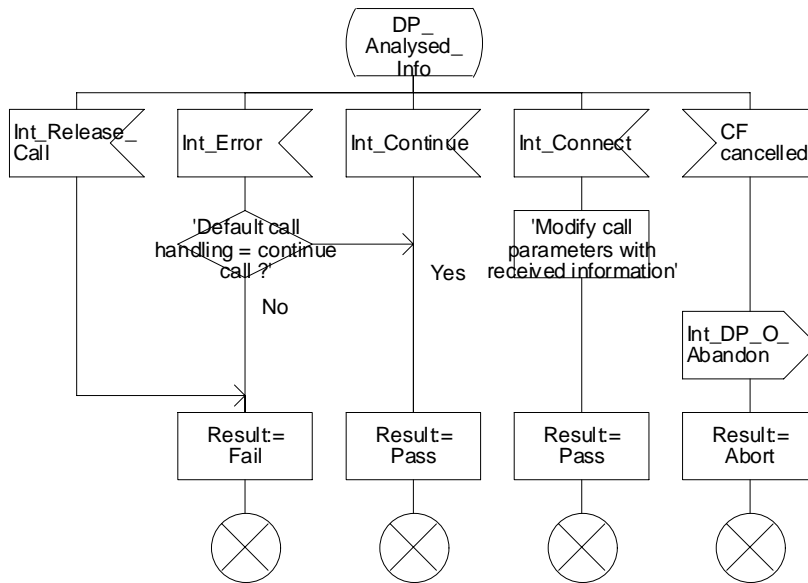 DP_
Analysed_
Info
Int_Release_
Call
Int_Error
Int_Continue
Int_Connect
CF
cancelled
'Default call
handling = continue
call ?'
Yes
No
'Modify call
parameters with
received information'
Int_DP_O_
Abandon
Result:=
Fail
Result:=
Pass
Result:=
Pass
Result:=
Abort